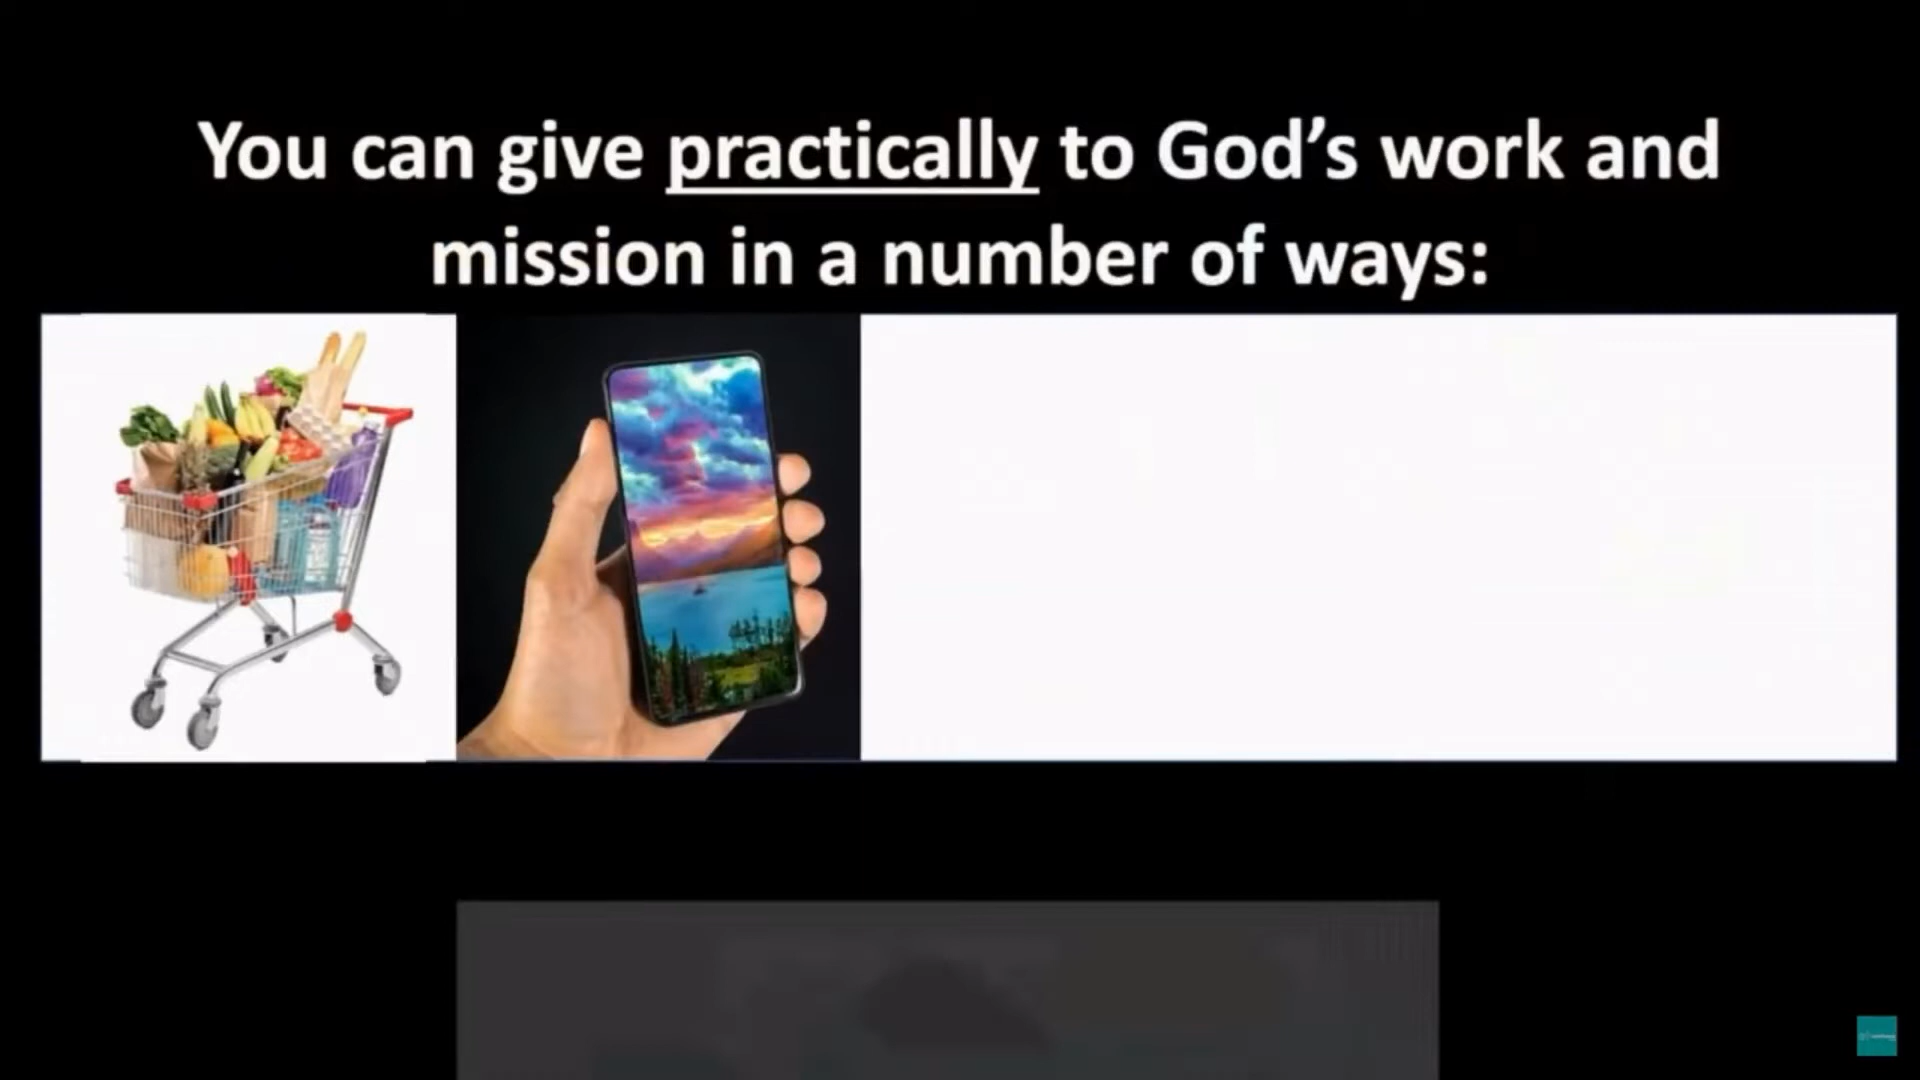 You can give practically to God’s work and
mission in a number of ways: